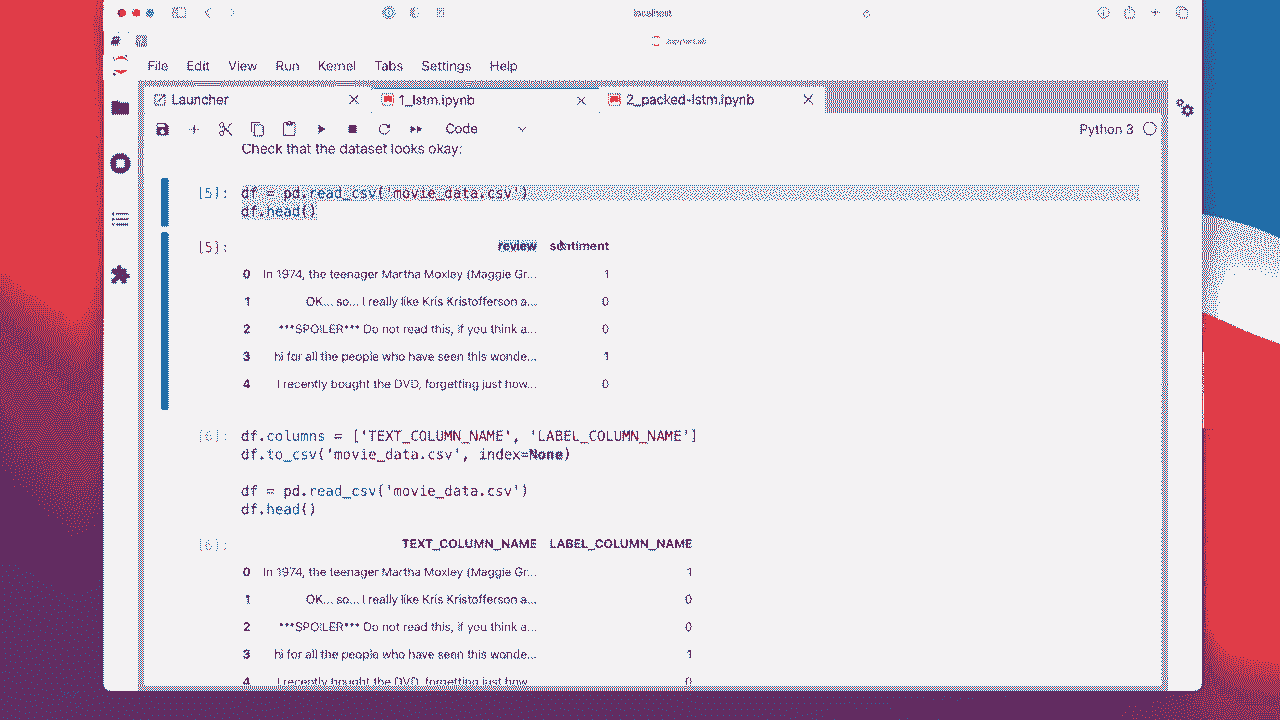 localhost
JupyterLab
File Edit View Run Kernel Tabs Settings Help
Launcher 1_lstm.ipynb 2_packed-lstm.ipynb
Code Python 3
Check that the dataset looks okay:
[5]: df = pd.read_csv('movie_data.csv')
df.head()
[5]: review sentiment
0 In 1974, the teenager Martha Moxley (Maggie Gr... 1
1 OK... so... I really like Kris Kristofferson a... 0
2 ***SPOILER*** Do not read this, if you think a... 0
3 hi for all the people who have seen this wonde... 1
4 I recently bought the DVD, forgetting just how... 0
[6]: df.columns = ['TEXT_COLUMN_NAME', 'LABEL_COLUMN_NAME']
df.to_csv('movie_data.csv', index=None)
df = pd.read_csv('movie_data.csv')
df.head()
[6]: TEXT_COLUMN_NAME LABEL_COLUMN_NAME
0 In 1974, the teenager Martha Moxley (Maggie Gr... 1
1 OK... so... I really like Kris Kristofferson a... 0
2 ***SPOILER*** Do not read this, if you think a... 0
3 hi for all the people who have seen this wonde... 1
4 I recently bought the DVD, forgetting just how... 0